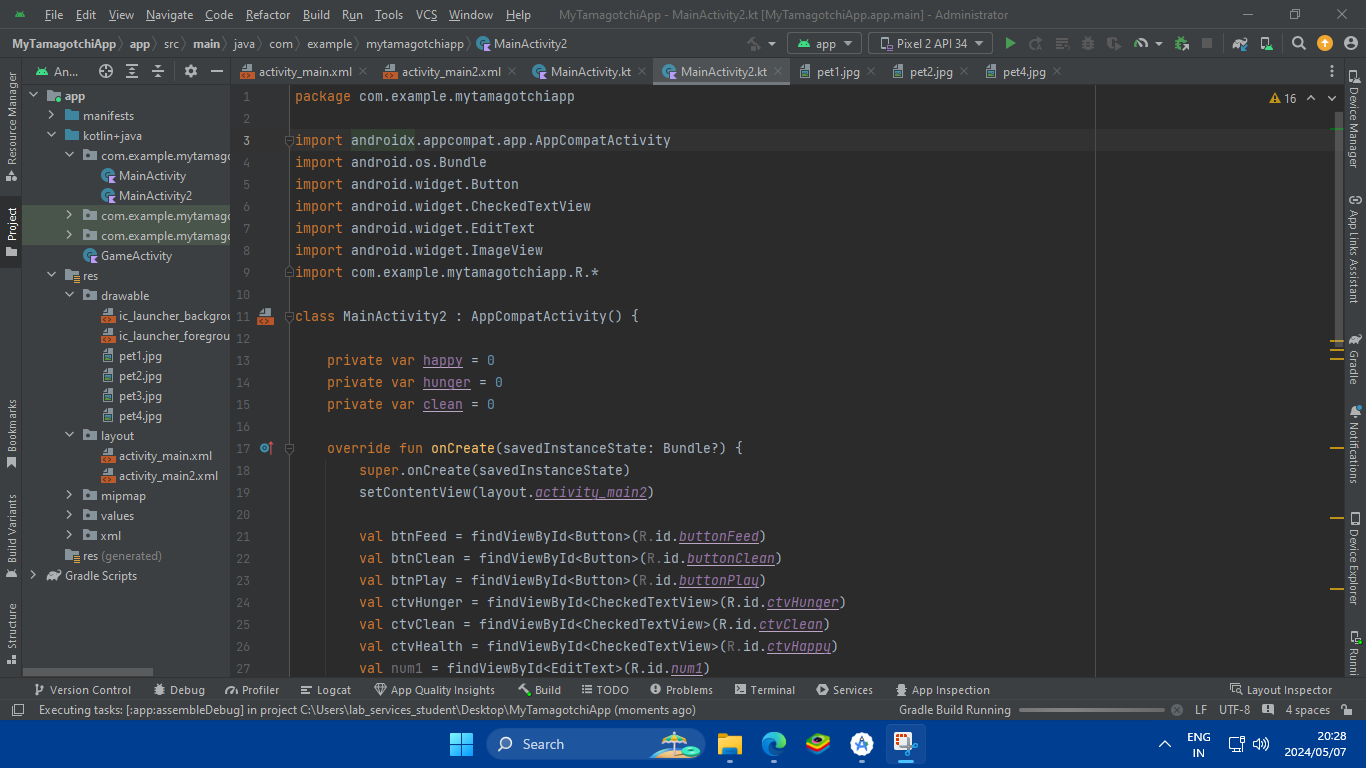 File Edit View Navigate Code Refactor Build Run Tools VCS Window Help MyTamagotchiApp - MainActivity2.kt [MyTamagotchiApp.app.main] - Administrator
MyTamagotchiApp app src main java com example mytamagotchiapp MainActivity2 app Pixel 2 API 34
An... activity_main.xml activity_main2.xml MainActivity.kt MainActivity2.kt pet1.jpg pet2.jpg pet4.jpg
Resource Manager
Project
Bookmarks
Build Variants
Structure
app
manifests
kotlin+java
com.example.mytamago
MainActivity
MainActivity2
com.example.mytamago
com.example.mytamago
GameActivity
res
drawable
ic_launcher_backgrou
ic_launcher_foregrou
pet1.jpg
pet2.jpg
pet3.jpg
pet4.jpg
layout
activity_main.xml
activity_main2.xml
mipmap
values
xml
res (generated)
Gradle Scripts
16
1 package com.example.mytamagotchiapp
2
3 import androidx.appcompat.app.AppCompatActivity
4 import android.os.Bundle
5 import android.widget.Button
6 import android.widget.CheckedTextView
7 import android.widget.EditText
8 import android.widget.ImageView
9 import com.example.mytamagotchiapp.R.*
10
11 class MainActivity2 : AppCompatActivity() {
12
13 private var happy = 0
14 private var hunger = 0
15 private var clean = 0
16
17 override fun onCreate(savedInstanceState: Bundle?) {
18 super.onCreate(savedInstanceState)
19 setContentView(layout.activity_main2)
20
21 val btnFeed = findViewById<Button>(R.id.buttonFeed)
22 val btnClean = findViewById<Button>(R.id.buttonClean)
23 val btnPlay = findViewById<Button>(R.id.buttonPlay)
24 val ctvHunger = findViewById<CheckedTextView>(R.id.ctvHunger)
25 val ctvClean = findViewById<CheckedTextView>(R.id.ctvClean)
26 val ctvHealth = findViewById<CheckedTextView>(R.id.ctvHappy)
27 val num1 = findViewById<EditText>(R.id.num1)
Device Manager
App Links Assistant
Gradle
Notifications
Device Explorer
Runni
Version Control Debug Profiler Logcat App Quality Insights Build TODO Problems Terminal Services App Inspection Layout Inspector
Executing tasks: [:app:assembleDebug] in project C:\Users\lab_services_student\Desktop\MyTamagotchiApp (moments ago) Gradle Build Running LF UTF-8 4 spaces
Search
ENG
IN
20:28
2024/05/07